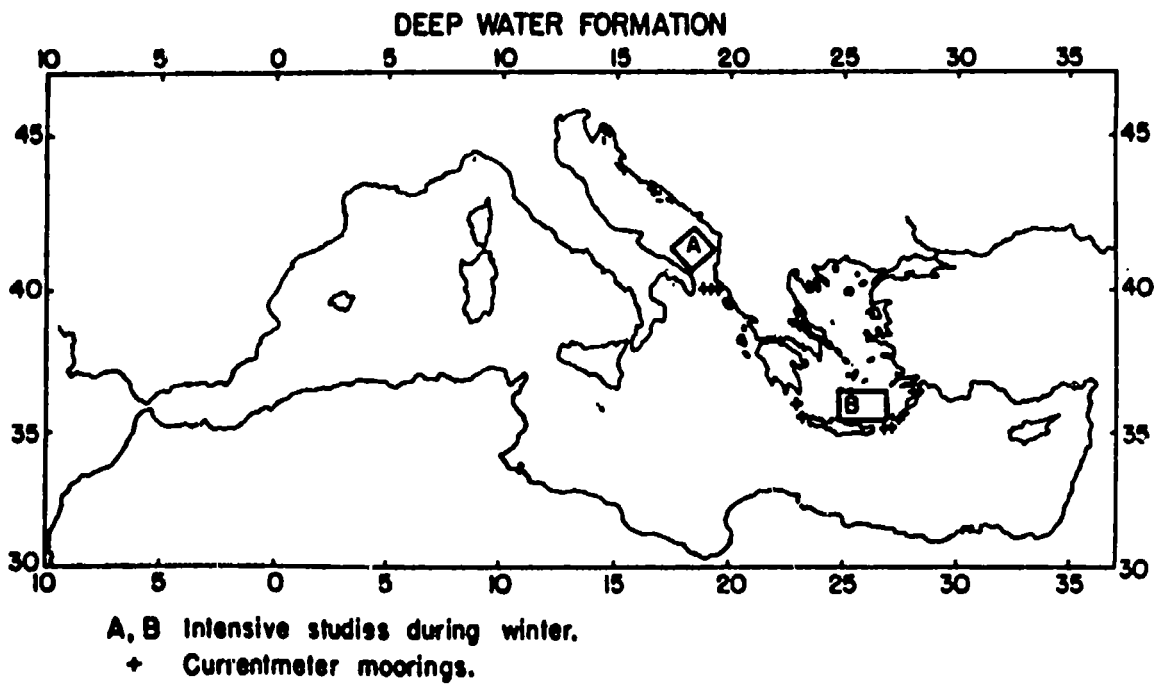 DEEP WATER FORMATION
10 5 0 5 10 15 20 25 30 35
45 45
A
40 40
B
35 35
30 30
10 5 0 5 10 15 20 25 30 35
A, B Intensive studies during winter.
+ Currentmeter moorings.